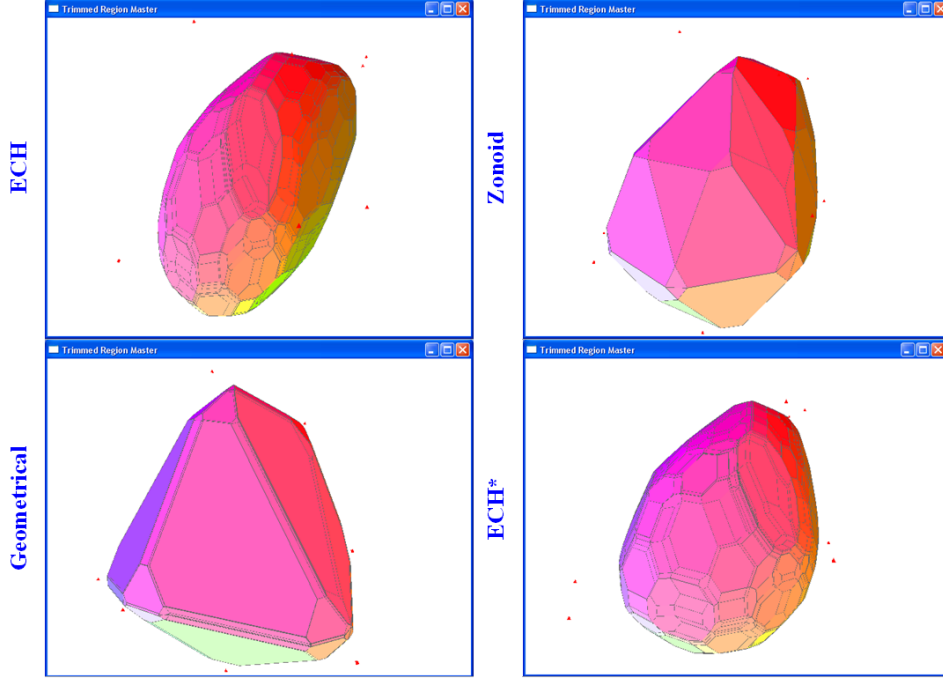 Trimmed Region Master
Trimmed Region Master
ECH
Zonoid
Trimmed Region Master
Trimmed Region Master
Geometrical
ECH*